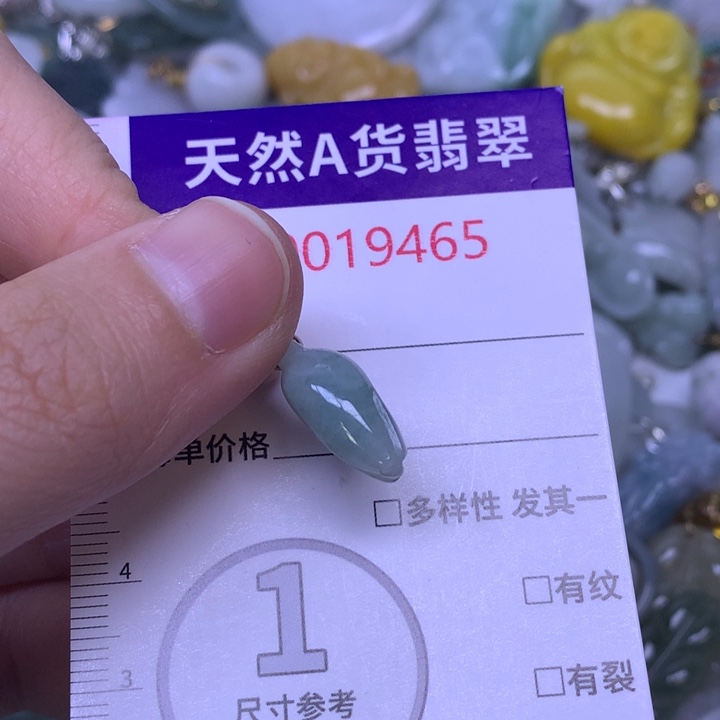 天然A货翡翠
019465
单价格
□多样性 发其一
4
□有纹
1
3
□有裂
尺寸参考